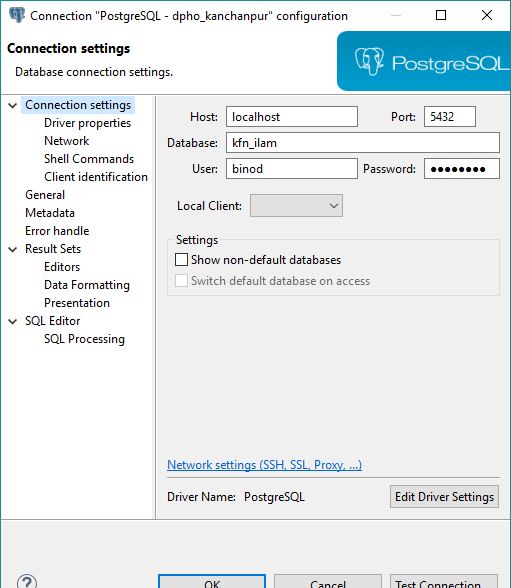 Connection "PostgreSQL - dpho_kanchanpur" configuration
Connection settings
Database connection settings.
PostgreSQL
Connection settings
Driver properties
Network
Shell Commands
Client identification
General
Metadata
Error handle
Result Sets
Editors
Data Formatting
Presentation
SQL Editor
SQL Processing
Host: localhost Port: 5432
Database: kfn_ilam
User: binod Password: ●●●●●●●●
Local Client:
Settings
Show non-default databases
Switch default database on access
Network settings (SSH, SSL, Proxy, ...)
Driver Name: PostgreSQL Edit Driver Settings
? OK Cancel Test Connection...